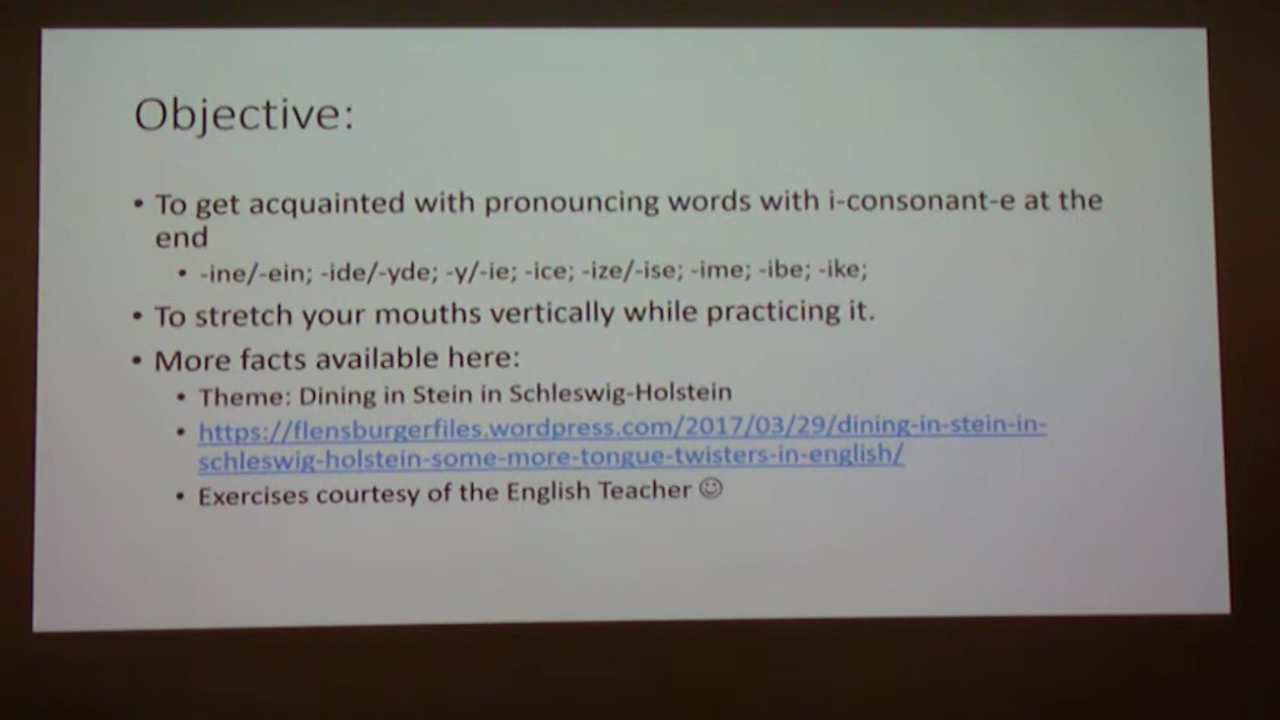 Objective:
• To get acquainted with pronouncing words with i-consonant-e at the
end
• -ine/-ein; -ide/-yde; -y/-ie; -ice; -ize/-ise; -ime; -ibe; -ike;
• To stretch your mouths vertically while practicing it.
• More facts available here:
• Theme: Dining in Stein in Schleswig-Holstein
• https://flensburgerfiles.wordpress.com/2017/03/29/dining-in-stein-in-
schleswig-holstein-some-more-tongue-twisters-in-english/
• Exercises courtesy of the English Teacher ☺